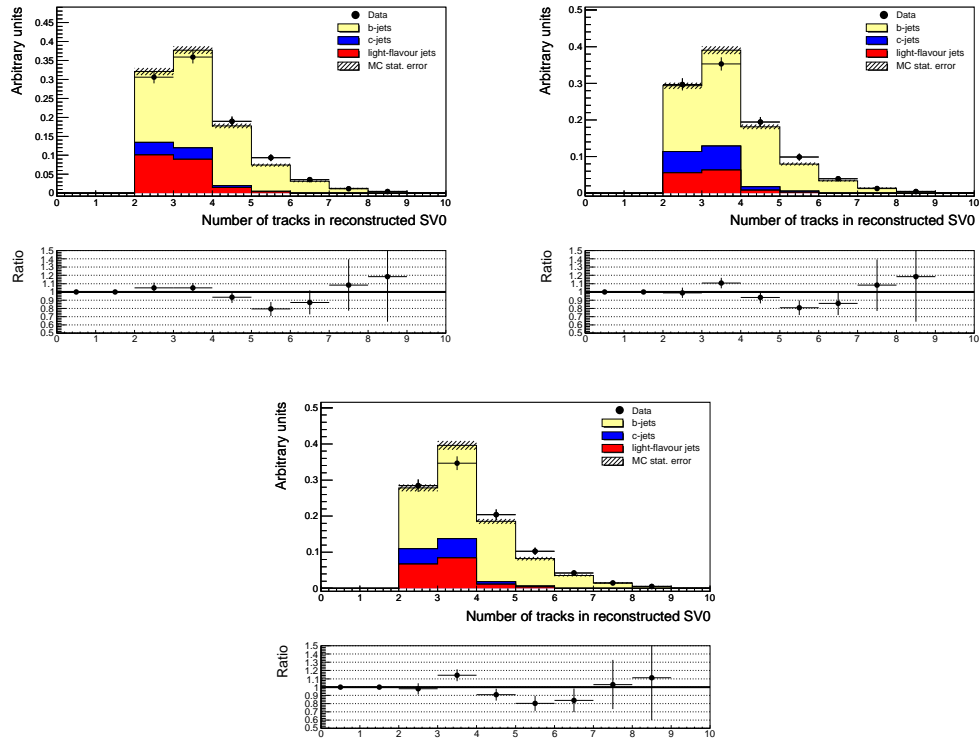 Arbitrary units
0.45
0.4
0.35
0.3
0.25
0.2
0.15
0.1
0.05
0
Data
b-jets
c-jets
light-flavour jets
MC stat. error
0 1 2 3 4 5 6 7 8 9 10
Number of tracks in reconstructed SV0
Ratio
1.5
1.4
1.3
1.2
1.1
1
0.9
0.8
0.7
0.6
0.5
0 1 2 3 4 5 6 7 8 9 10
Arbitrary units
0.5
0.4
0.3
0.2
0.1
0
Data
b-jets
c-jets
light-flavour jets
MC stat. error
0 1 2 3 4 5 6 7 8 9 10
Number of tracks in reconstructed SV0
Ratio
1.5
1.4
1.3
1.2
1.1
1
0.9
0.8
0.7
0.6
0.5
0 1 2 3 4 5 6 7 8 9 10
Arbitrary units
0.5
0.4
0.3
0.2
0.1
0
Data
b-jets
c-jets
light-flavour jets
MC stat. error
0 1 2 3 4 5 6 7 8 9 10
Number of tracks in reconstructed SV0
Ratio
1.5
1.4
1.3
1.2
1.1
1
0.9
0.8
0.7
0.6
0.5
0 1 2 3 4 5 6 7 8 9 10